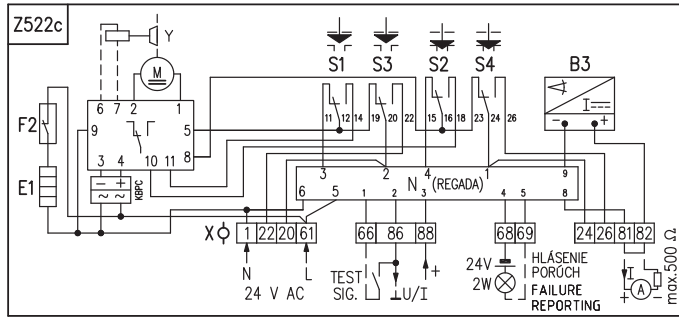 Z522c
Y
M
S1 S3 S2 S4 B3
6 7 2 1
F2
9 5
8
3 4 10 11
11 12 14 19 20 22 15 16 18 23 24 26
I
− +
E1
− +
~ ~
KBPC
3 2 4 1 9
N (REGADA)
6 5 1 2 3 4 5 8
X 1 22 20 61 66 86 88 68 69 24 26 81 82
N L
24 V AC
TEST
SIG.
U/I
+
24V
2W
HLÁSENIE
PORÚCH
FAILURE
REPORTING
I
+ A −
max.500 Ω